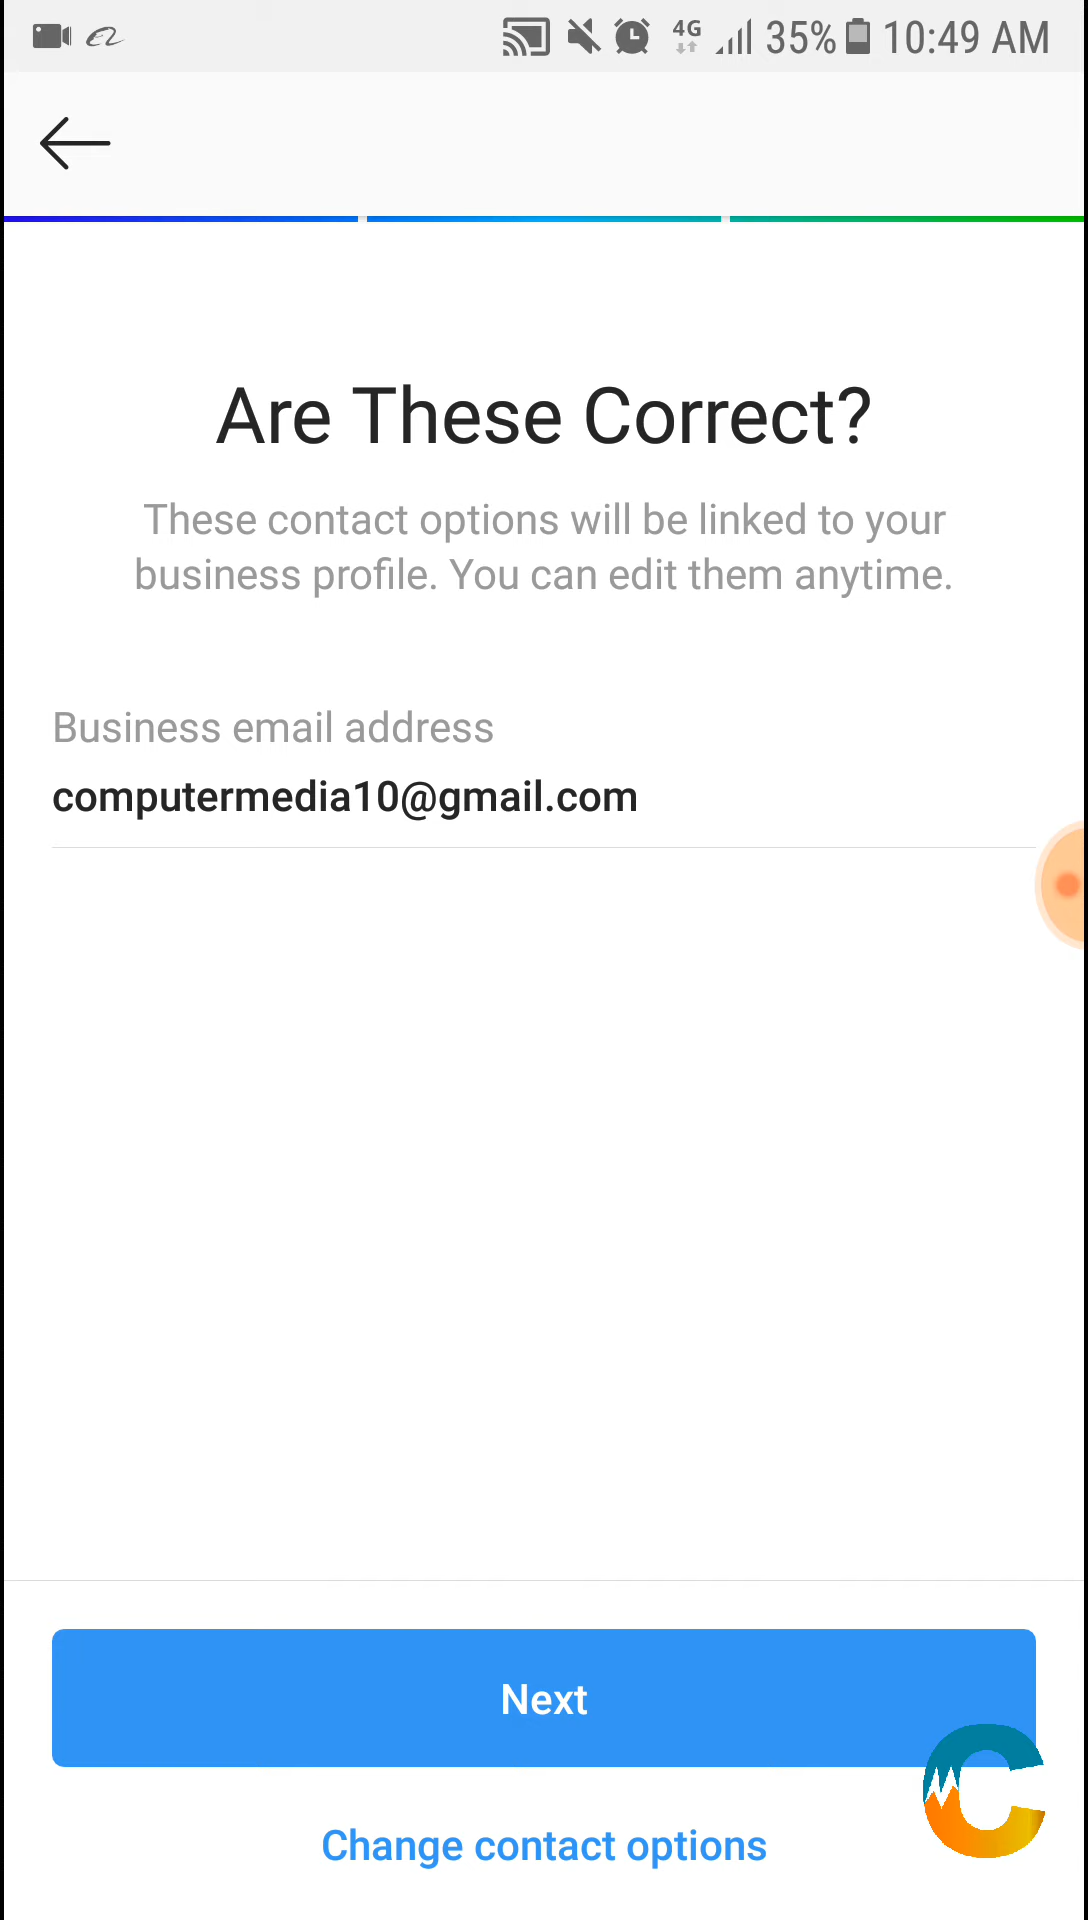 4G 35% 10:49 AM
Are These Correct?
These contact options will be linked to your
business profile. You can edit them anytime.
Business email address
computermedia10@gmail.com
Next
Change contact options